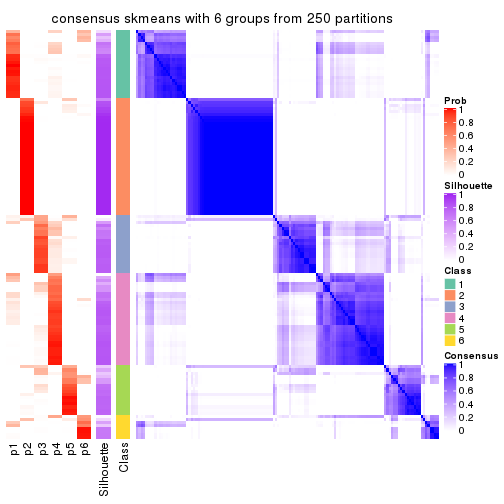 consensus skmeans with 6 groups from 250 partitions
Prob
1
0.8
0.6
0.4
0.2
0
Silhouette
1
0.8
0.6
0.4
0.2
0
Class
1
2
3
4
5
6
Consensus
1
0.8
0.6
0.4
0.2
0
p1
p2
p3
p4
p5
p6
Silhouette
Class